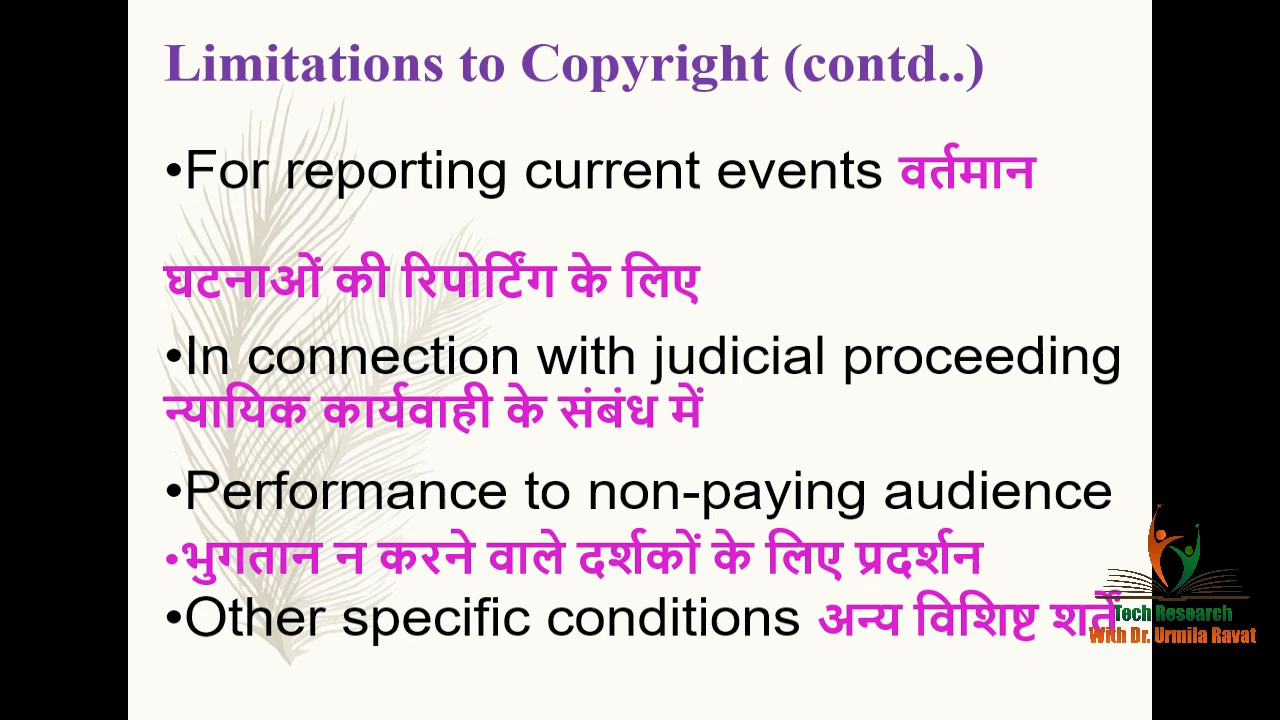 Limitations to Copyright (contd..)
•For reporting current events वर्तमान
घटनाओं की रिपोर्टिंग के लिए
•In connection with judicial proceeding
न्यायिक कार्यवाही के संबंध में
•Performance to non-paying audience
•भुगतान न करने वाले दर्शकों के लिए प्रदर्शन
•Other specific conditions अन्य विशिष्ट शर्तें
Tech Research
With Dr. Urmila Ravat